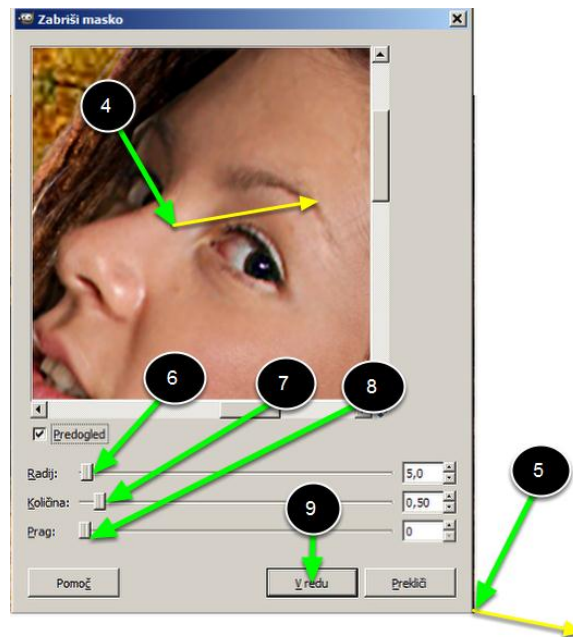 Zabriši masko
4
6
7
8
Predogled
Radij:
5,0
5
Količina:
0,50
9
Prag:
0
Pomoč
V redu
Prekliči